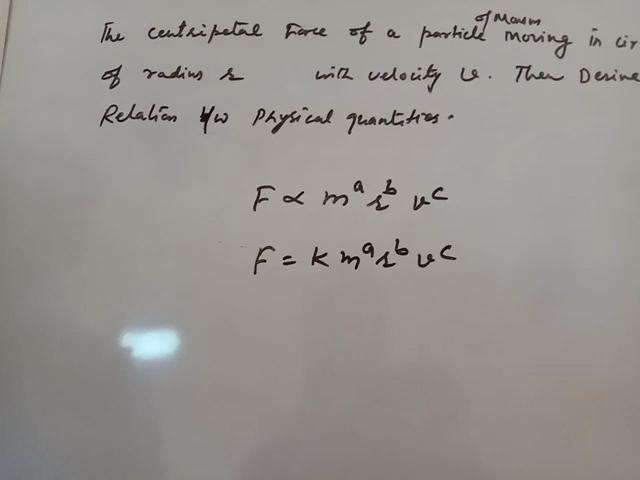 of Mass m
The centripetal Force of a particle moving in cir
of radius r with velocity v. Then Derive
Relation b/w Physical quantities.
F ∝ m^a r^b v^c
F = k m^a r^b v^c